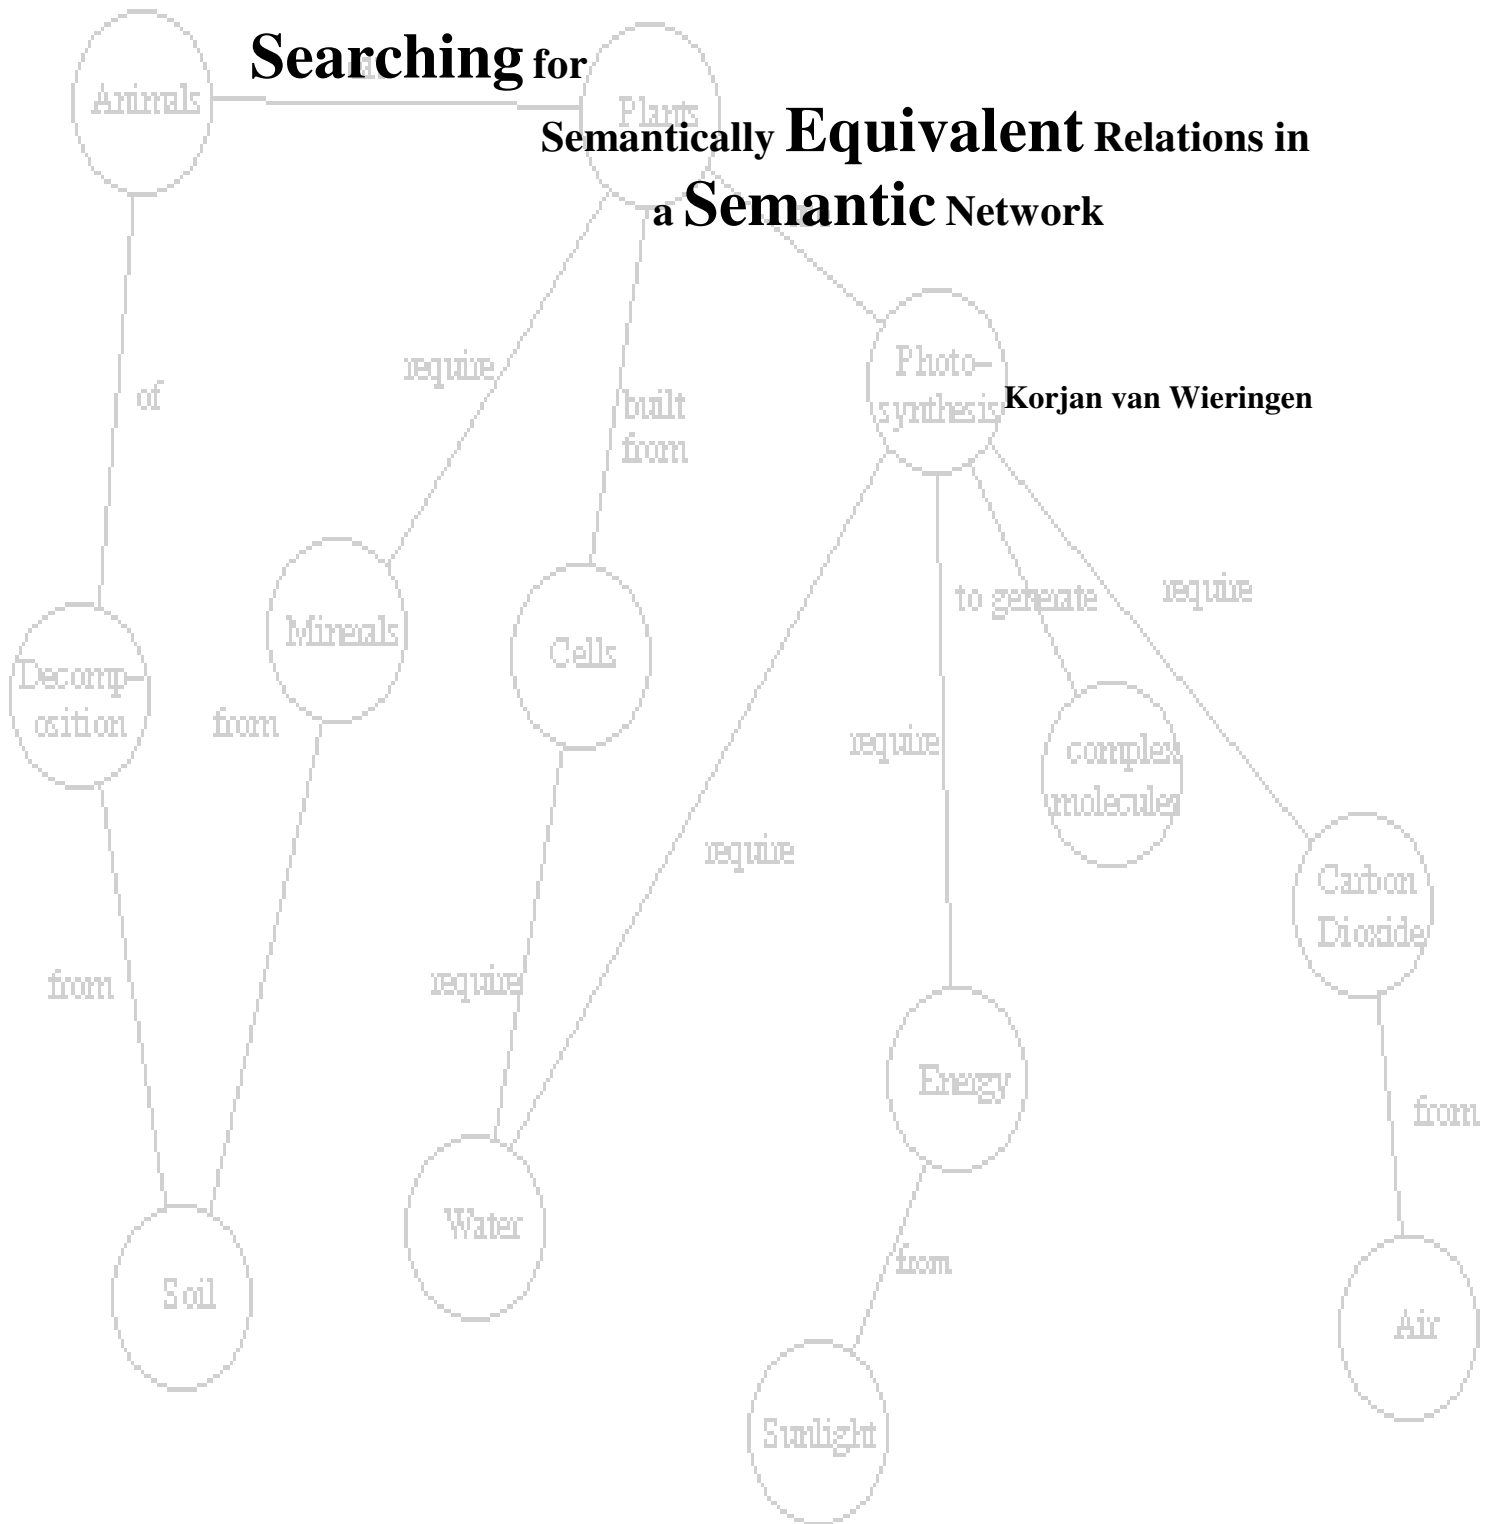 Searching for
Animals
Plants
Semantically Equivalent Relations in
a Semantic Network
Photo-
synthesis
require
of
Korjan van Wieringen
built
from
require
to generate
Minerals
Cells
Decomp-
osition
from
require
complex
molecules
require
Carbon
Dioxide
from
require
Energy
from
Water
from
Soil
Air
Sunlight